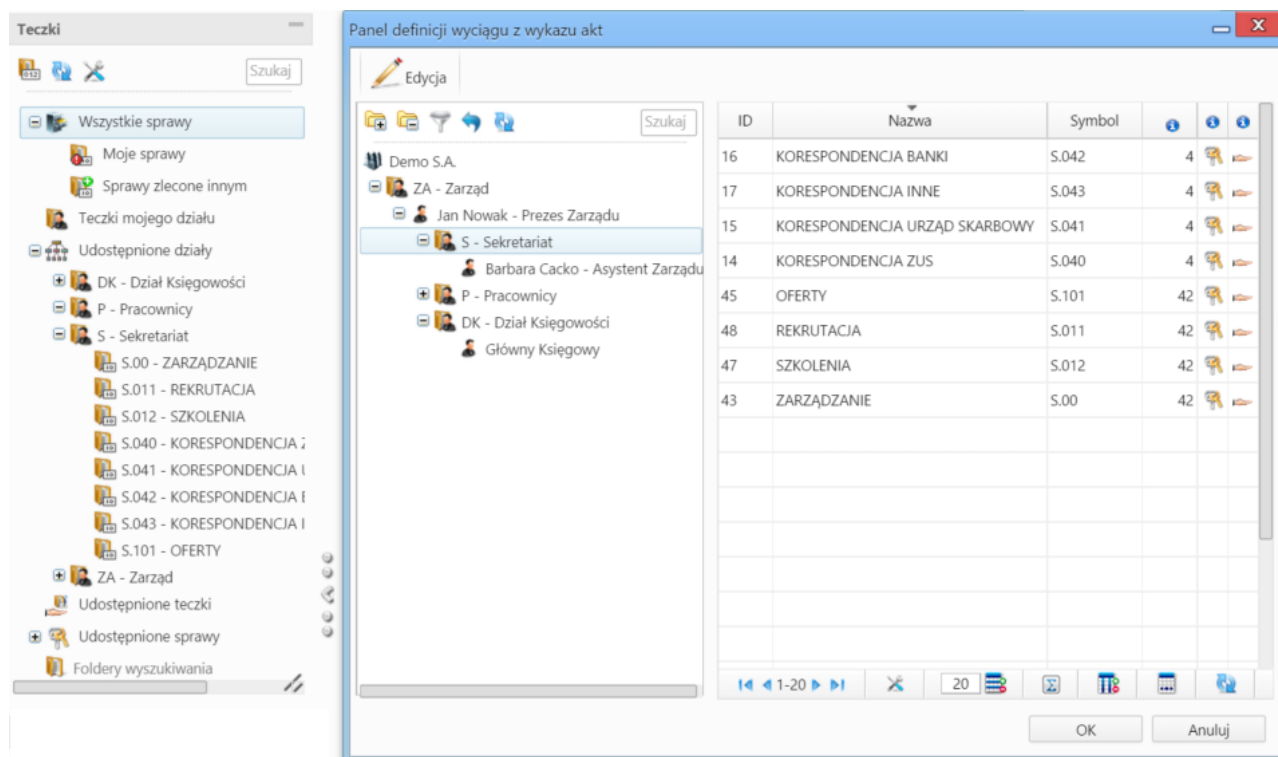 Teczki
Szukaj
Wszystkie sprawy
Moje sprawy
Sprawy zlecone innym
Teczki mojego działu
Udostępnione działy
DK - Dział Księgowości
P - Pracownicy
S - Sekretariat
S.00 - ZARZĄDZANIE
S.011 - REKRUTACJA
S.012 - SZKOLENIA
S.040 - KORESPONDENCJA
S.041 - KORESPONDENCJA
S.042 - KORESPONDENCJA
S.043 - KORESPONDENCJA
S.101 - OFERTY
ZA - Zarząd
Udostępnione teczki
Udostępnione sprawy
Foldery wyszukiwania
Panel definicji wyciągu z wykazu akt
Edycja
Szukaj
Demo S.A.
ZA - Zarząd
Jan Nowak - Prezes Zarządu
S - Sekretariat
Barbara Cacko - Asystent Zarządu
P - Pracownicy
DK - Dział Księgowości
Główny Księgowy
ID Nazwa Symbol
16 KORESPONDENCJA BANKI S.042 4
17 KORESPONDENCJA INNE S.043 4
15 KORESPONDENCJA URZĄD SKARBOWY S.041 4
14 KORESPONDENCJA ZUS S.040 4
45 OFERTY S.101 42
48 REKRUTACJA S.011 42
47 SZKOLENIA S.012 42
43 ZARZĄDZANIE S.00 42
1-20 20
OK Anuluj